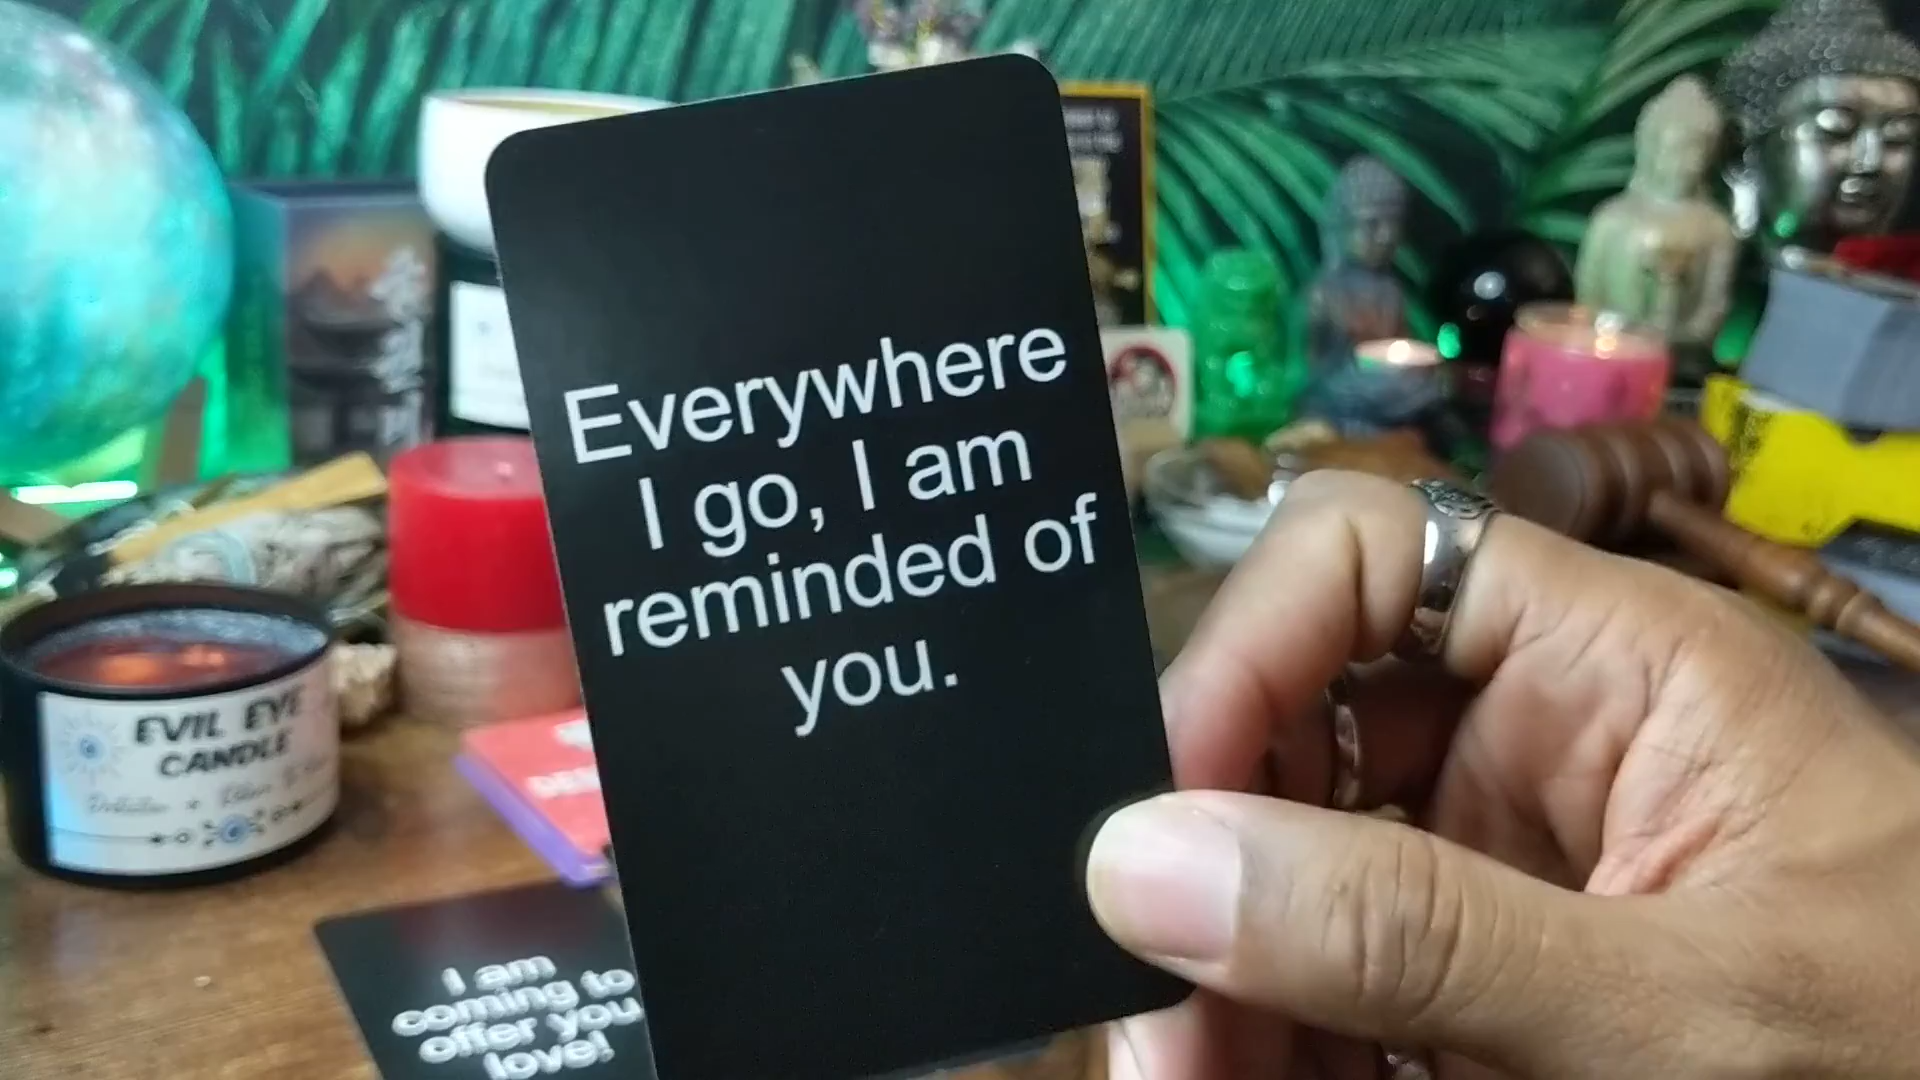 Everywhere
I go, I am
reminded of
you.
EVIL EYE
CANDLE
I am
coming to
offer you
love!